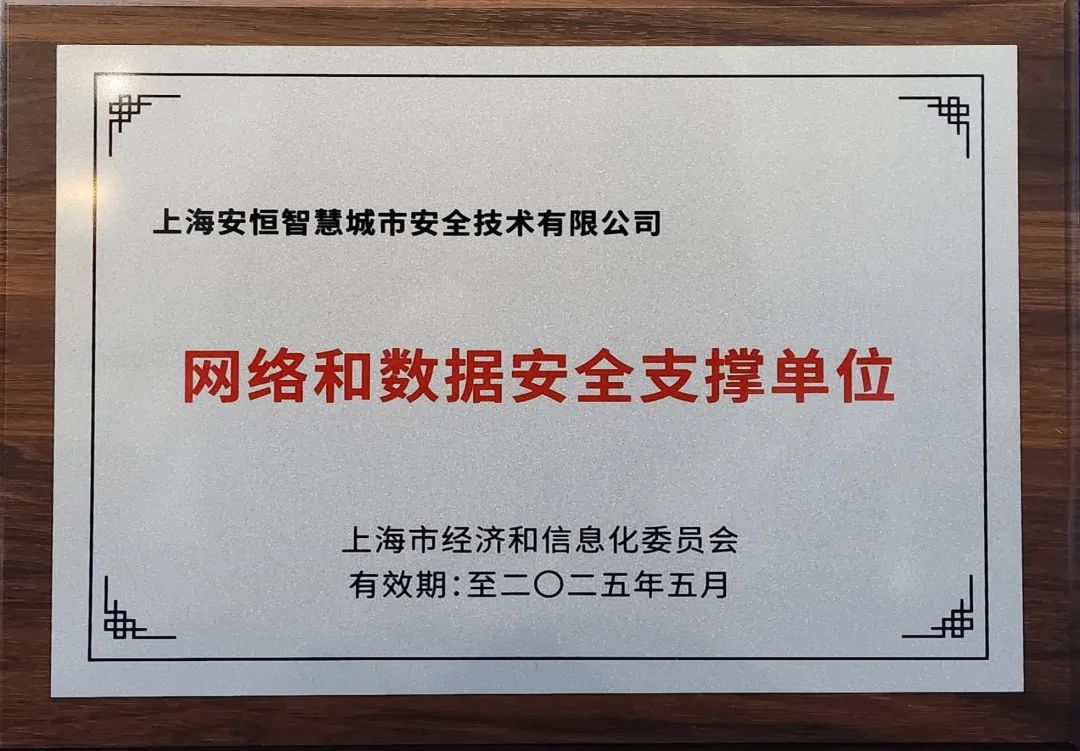 上海安恒智慧城市安全技术有限公司
网络和数据安全支撑单位
上海市经济和信息化委员会
有效期：至二〇二五年五月